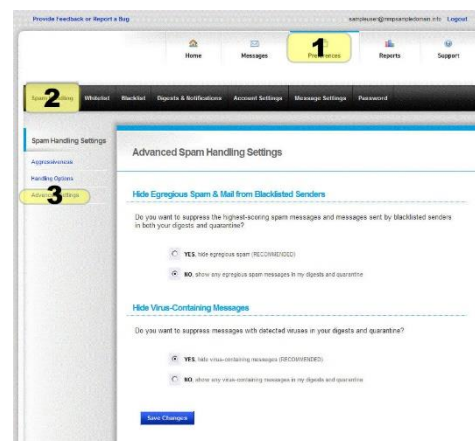 Provide Feedback or Report a Bug
sampleuser@mxpsampledomain.info Logout
Home Messages 1 Preferences Reports Support
2 Spam Handling Whitelist Blacklist Digests & Notifications Account Settings Message Settings Password
Spam Handling Settings
Aggressiveness
Handling Options
3 Advanced Settings
Advanced Spam Handling Settings
Hide Egregious Spam & Mail from Blacklisted Senders
Do you want to suppress the highest-scoring spam messages and messages sent by blacklisted senders
in both your digests and quarantine?
YES, hide egregious spam (RECOMMENDED)
NO, show any egregious spam messages in my digests and quarantine
Hide Virus-Containing Messages
Do you want to suppress messages with detected viruses in your digests and quarantine?
YES, hide virus-containing messages (RECOMMENDED)
NO, show any virus-containing messages in my digests and quarantine
Save Changes